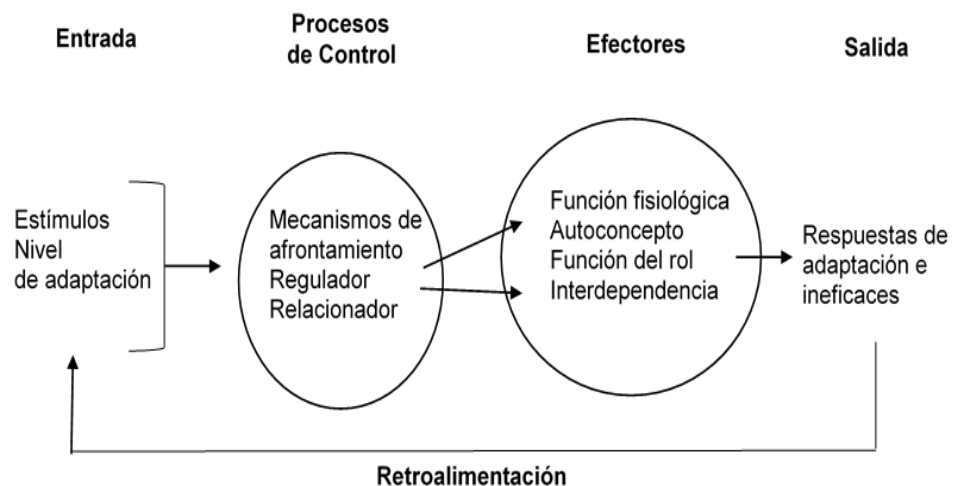 Entrada
Procesos
de Control
Efectores
Salida
Estímulos
Nivel
de adaptación
Mecanismos de
afrontamiento
Regulador
Relacionador
Función fisiológica
Autoconcepto
Función del rol
Interdependencia
Respuestas de
adaptación e
ineficaces
Retroalimentación